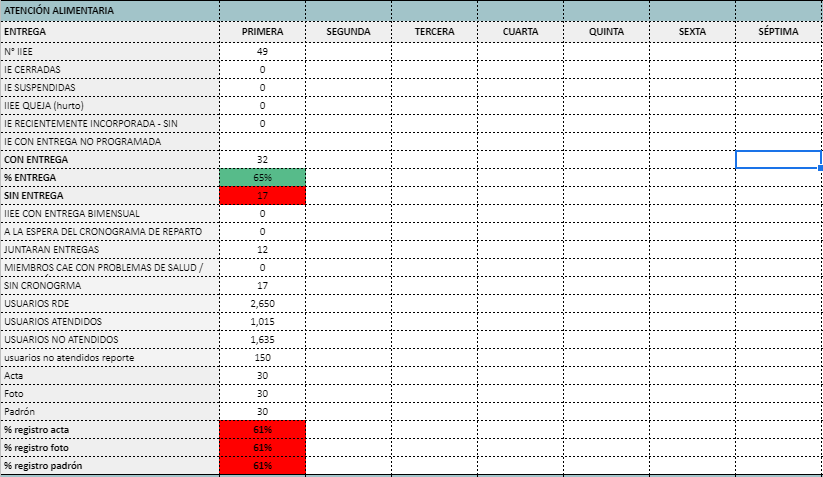 ATENCIÓN ALIMENTARIA
ENTREGA PRIMERA SEGUNDA TERCERA CUARTA QUINTA SEXTA SÉPTIMA
N° IIEE 49
IE CERRADAS 0
IE SUSPENDIDAS 0
IIEE QUEJA (hurto) 0
IE RECIENTEMENTE INCORPORADA - SIN 0
IE CON ENTREGA NO PROGRAMADA
CON ENTREGA 32
% ENTREGA 65%
SIN ENTREGA 17
IIEE CON ENTREGA BIMENSUAL 0
A LA ESPERA DEL CRONOGRAMA DE REPARTO 0
JUNTARAN ENTREGAS 12
MIEMBROS CAE CON PROBLEMAS DE SALUD / 0
SIN CRONOGRMA 17
USUARIOS RDE 2,650
USUARIOS ATENDIDOS 1,015
USUARIOS NO ATENDIDOS 1,635
usuarios no atendidos reporte 150
Acta 30
Foto 30
Padrón 30
% registro acta 61%
% registro foto 61%
% registro padrón 61%